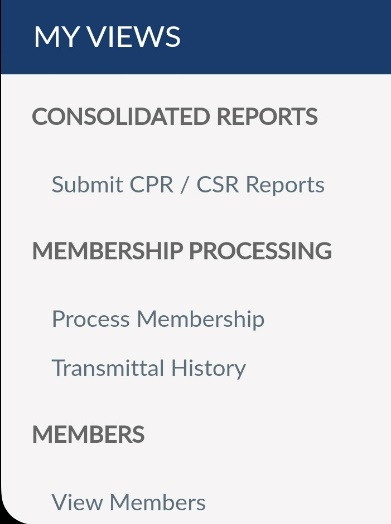 MY VIEWS
CONSOLIDATED REPORTS
Submit CPR / CSR Reports
MEMBERSHIP PROCESSING
Process Membership
Transmittal History
MEMBERS
View Members